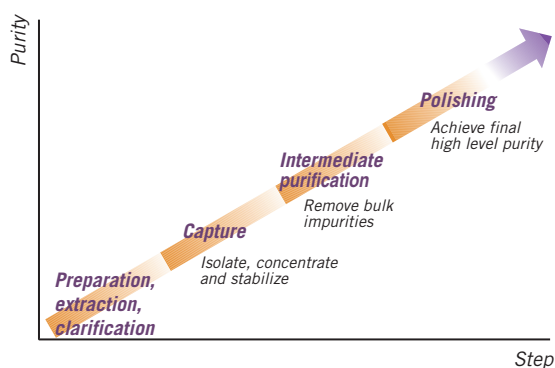 Purity
Polishing
Achieve final
high level purity
Intermediate
purification
Remove bulk
impurities
Capture
Isolate, concentrate
and stabilize
Preparation,
extraction,
clarification
Step